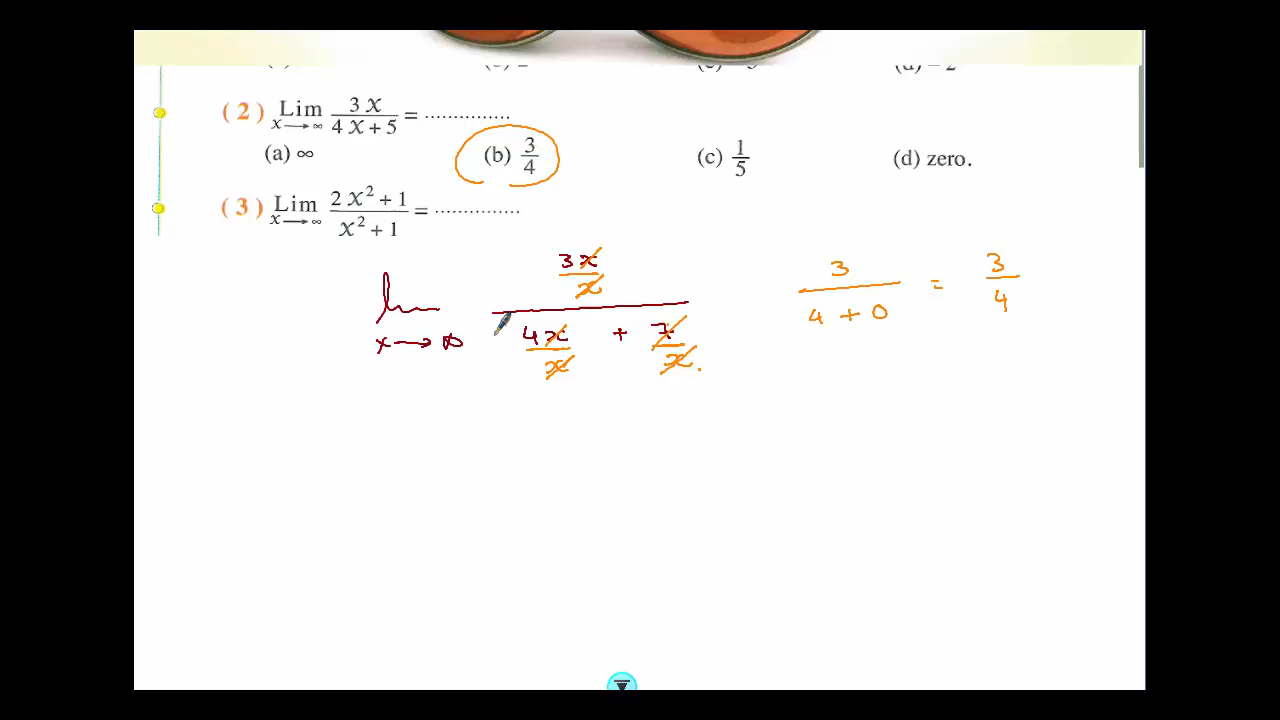 (2) Lim x→∞ 3x / 4x+5 = ...............
(a) ∞ (b) 3/4 (c) 1/5 (d) zero.
(3) Lim x→∞ 2x²+1 / x²+1 = ...............
lim x→∞ (3x/x) / (4x/x + 7/x.) 3 / 4+0 = 3/4